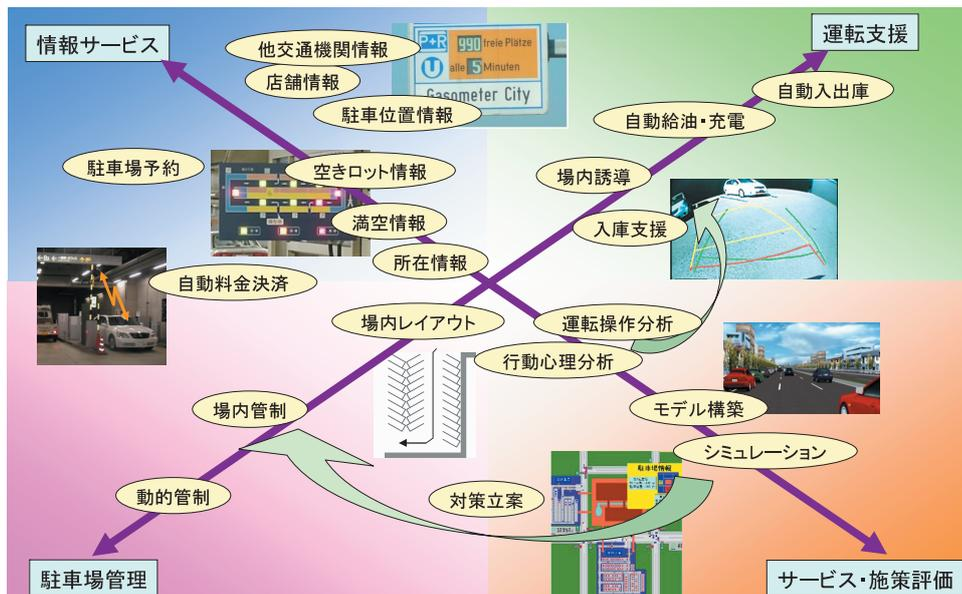 情報サービス
運転支援
他交通機関情報
店舗情報
駐車位置情報
P+R 990 freie Plätze
U alle 5 Minuten
Gasometer City
自動入出庫
自動給油・充電
駐車場予約
空きロット情報
場内誘導
満空情報
入庫支援
所在情報
自動料金決済
場内レイアウト
運転操作分析
行動心理分析
場内管制
モデル構築
シミュレーション
駐車場情報
動的管制
対策立案
駐車場管理
サービス・施策評価